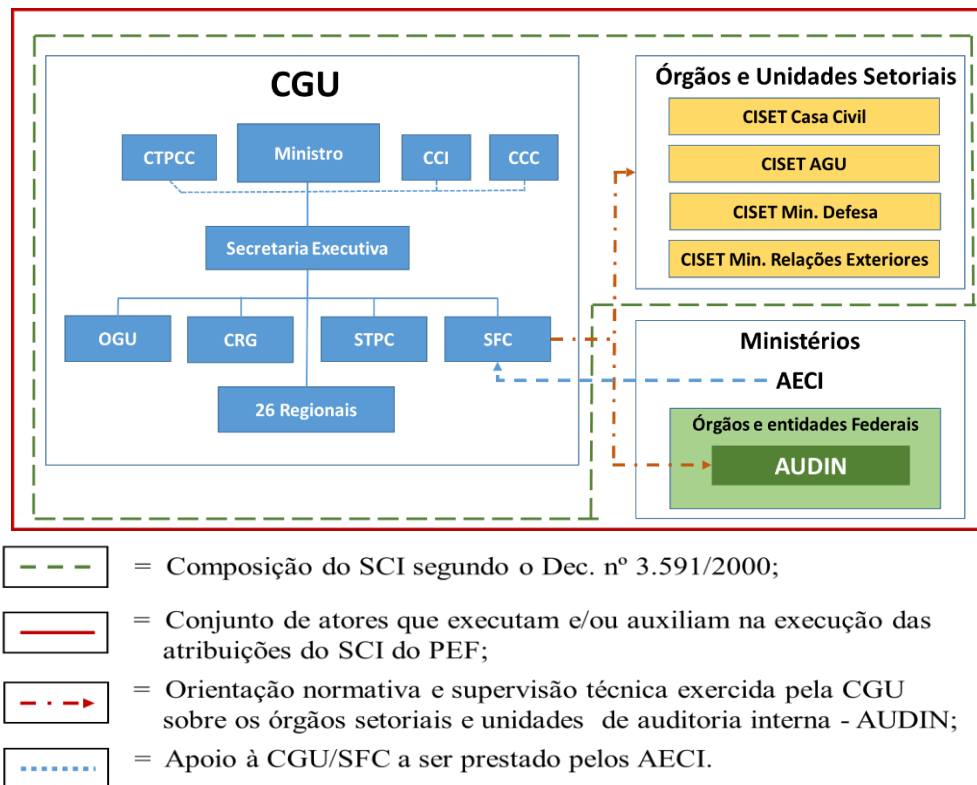 CGU
CTPCC
Ministro
CCI
CCC
Secretaria Executiva
OGU
CRG
STPC
SFC
26 Regionais
Órgãos e Unidades Setoriais
CISET Casa Civil
CISET AGU
CISET Min. Defesa
CISET Min. Relações Exteriores
Ministérios
AECI
Órgãos e entidades Federais
AUDIN
= Composição do SCI segundo o Dec. nº 3.591/2000;
= Conjunto de atores que executam e/ou auxiliam na execução das
atribuições do SCI do PEF;
= Orientação normativa e supervisão técnica exercida pela CGU
sobre os órgãos setoriais e unidades de auditoria interna - AUDIN;
= Apoio à CGU/SFC a ser prestado pelos AECI.